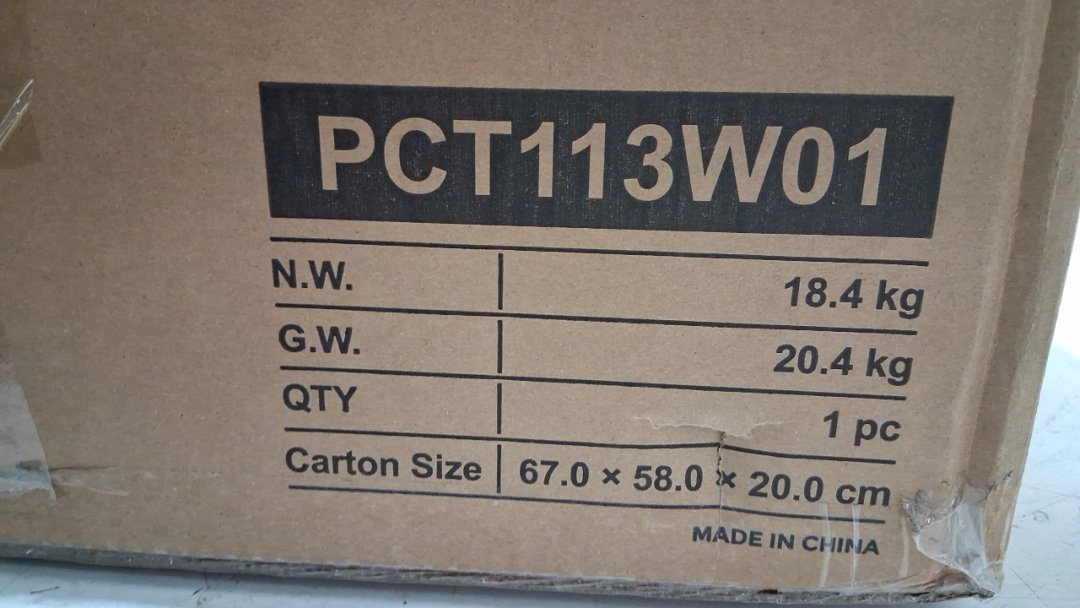 PCT113W01
N.W. 18.4 kg
G.W. 20.4 kg
QTY 1 pc
Carton Size 67.0 × 58.0 × 20.0 cm
MADE IN CHINA